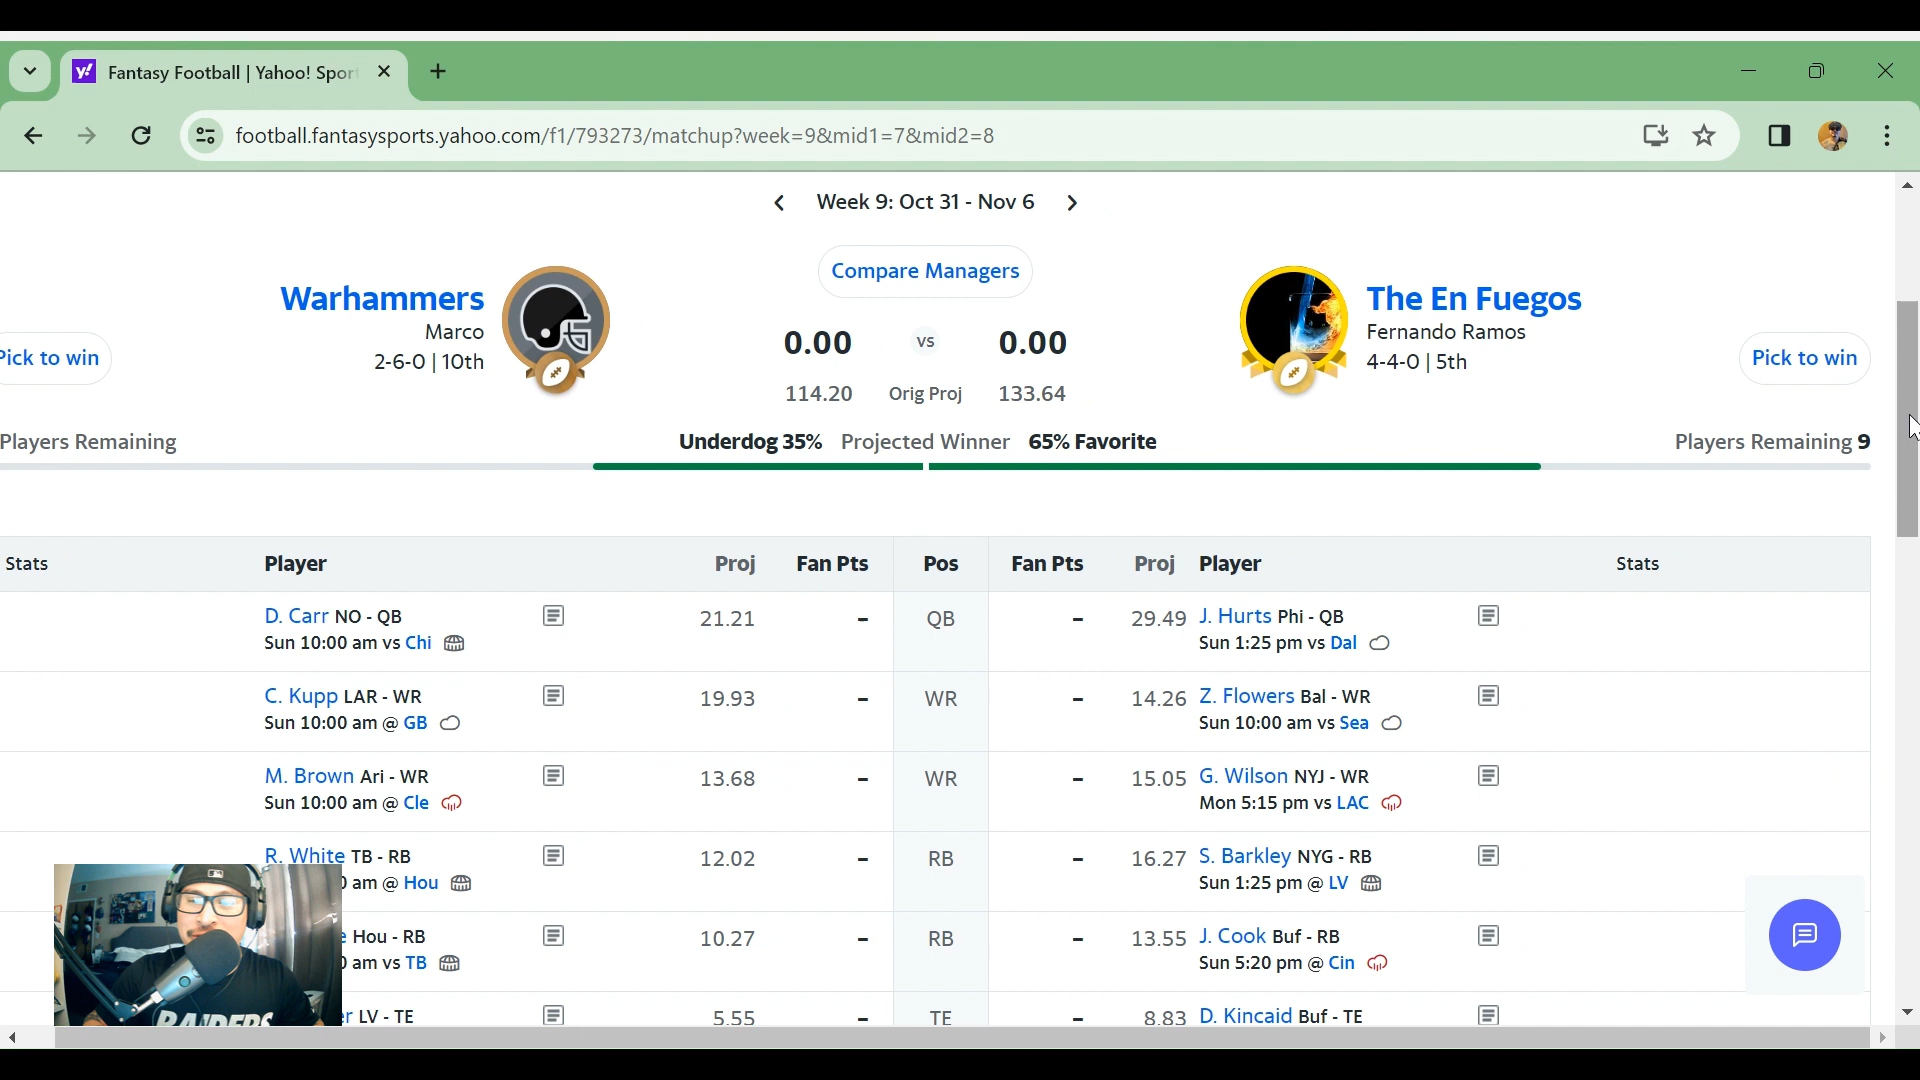 Fantasy Football | Yahoo! Spor
football.fantasysports.yahoo.com/f1/793273/matchup?week=9&mid1=7&mid2=8
Week 9: Oct 31 - Nov 6
Compare Managers
Warhammers
Marco
2-6-0 | 10th
Pick to win
0.00 vs 0.00
114.20 Orig Proj 133.64
The En Fuegos
Fernando Ramos
4-4-0 | 5th
Pick to win
Players Remaining
Underdog 35% Projected Winner 65% Favorite
Players Remaining 9
Stats Player Proj Fan Pts Pos Fan Pts Proj Player Stats
D. Carr NO - QB 21.21 – QB – 29.49 J. Hurts Phi - QB
Sun 10:00 am vs Chi Sun 1:25 pm vs Dal
C. Kupp LAR - WR 19.93 – WR – 14.26 Z. Flowers Bal - WR
Sun 10:00 am @ GB Sun 10:00 am vs Sea
M. Brown Ari - WR 13.68 – WR – 15.05 G. Wilson NYJ - WR
Sun 10:00 am @ Cle Mon 5:15 pm vs LAC
R. White TB - RB 12.02 – RB – 16.27 S. Barkley NYG - RB
am @ Hou Sun 1:25 pm @ LV
Hou - RB 10.27 – RB – 13.55 J. Cook Buf - RB
am vs TB Sun 5:20 pm @ Cin
LV - TE 5.55 – TE – 8.83 D. Kincaid Buf - TE
RAIDERS